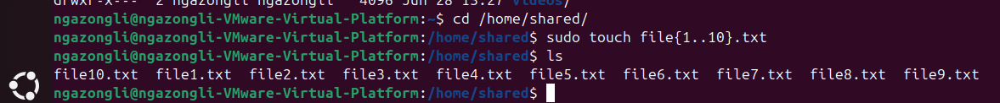 drwxr-x--- 2 ngazongli ngazongli 4096 Jun 28 13:27 Videos/
ngazongli@ngazongli-VMware-Virtual-Platform:~$ cd /home/shared/
ngazongli@ngazongli-VMware-Virtual-Platform:/home/shared$ sudo touch file{1..10}.txt
ngazongli@ngazongli-VMware-Virtual-Platform:/home/shared$ ls
file10.txt file1.txt file2.txt file3.txt file4.txt file5.txt file6.txt file7.txt file8.txt file9.txt
ngazongli@ngazongli-VMware-Virtual-Platform:/home/shared$